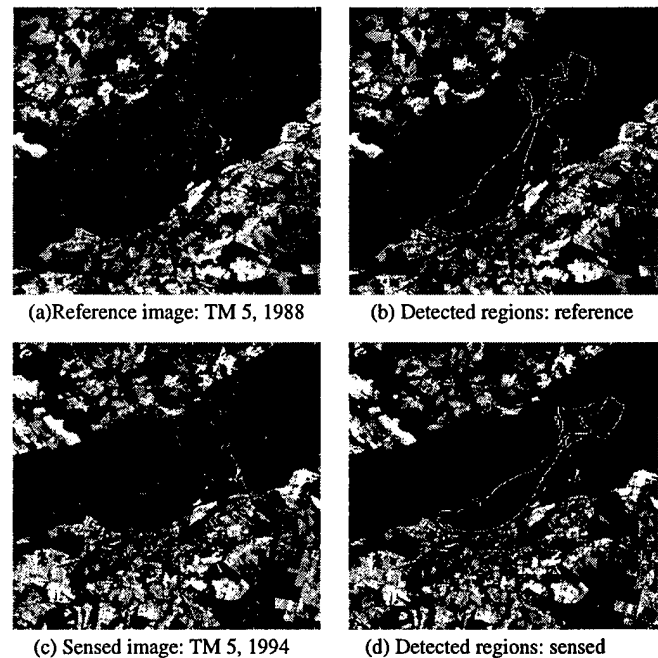 (a)Reference image: TM 5, 1988
(b) Detected regions: reference
(c) Sensed image: TM 5, 1994
(d) Detected regions: sensed